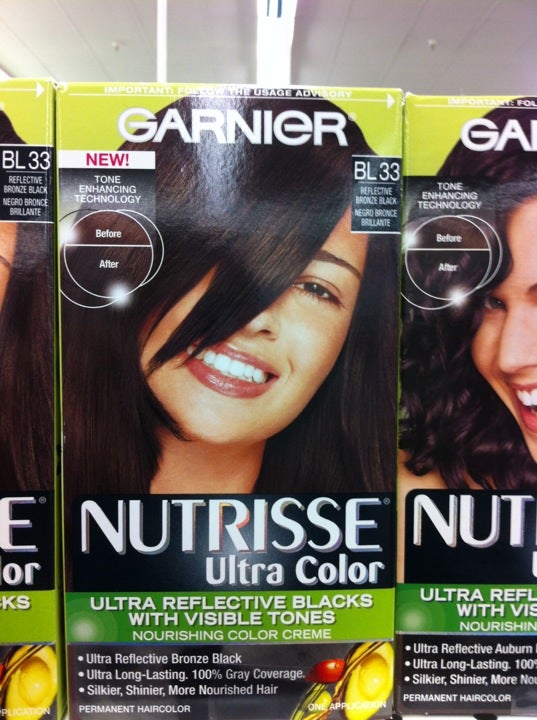 IMPORTANT: FOLLOW THE USAGE ADVISORY
GARNIER
BL 33
REFLECTIVE
BRONZE BLACK
NEGRO BRONCE
BRILLANTE
NEW!
TONE
ENHANCING
TECHNOLOGY
Before
After
NUTRISSE
Ultra Color
ULTRA REFLECTIVE BLACKS
WITH VISIBLE TONES
NOURISHING COLOR CREME
• Ultra Reflective Bronze Black
• Ultra Long-Lasting. 100% Gray Coverage.
• Silkier, Shinier, More Nourished Hair
PERMANENT HAIRCOLOR
ONE APPLICATION
BL 33
REFLECTIVE
BRONZE BLACK
NEGRO BRONCE
BRILLANTE
E
lor
CKS
PLICATION
IMPORTANT: FOL
GAR
TONE
ENHANCING
TECHNOLOGY
Before
After
NUT
U
ULTRA REFL
WITH VIS
NOURISHIN
• Ultra Reflective Auburn
• Ultra Long-Lasting. 100%
• Silkier, Shinier, More Nou
PERMANENT HAIRCOLOR